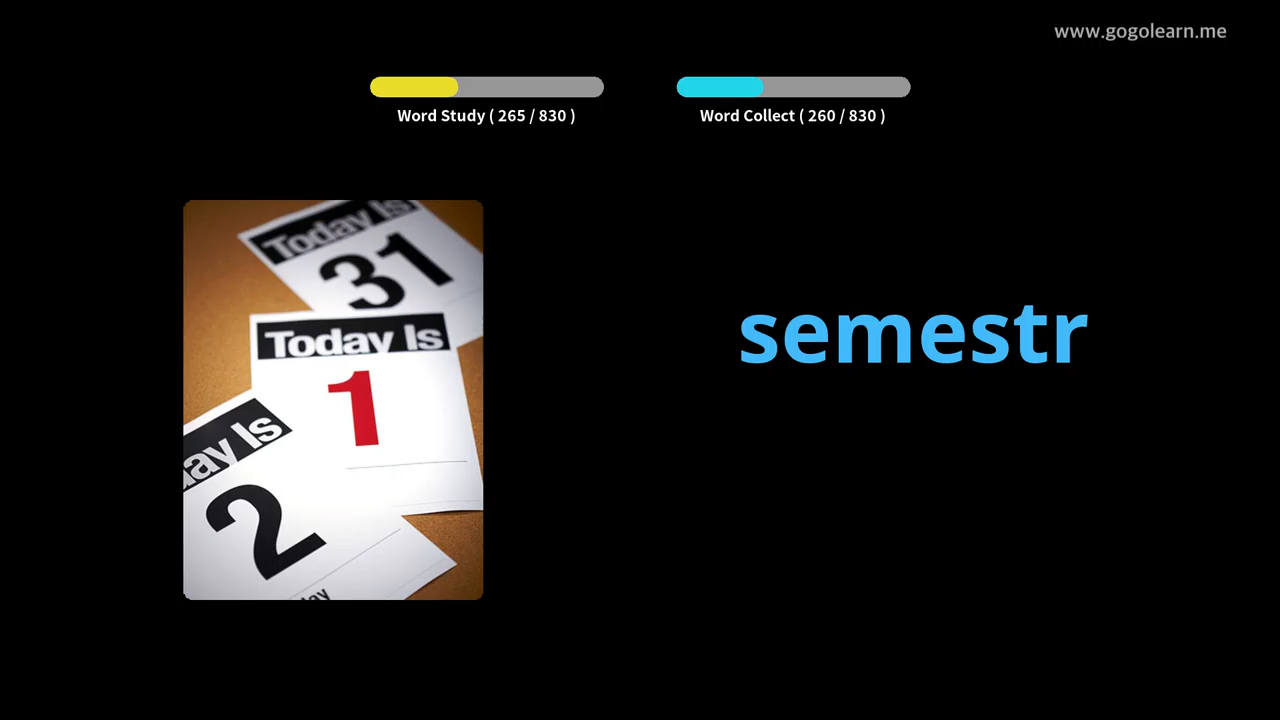 www.gogolearn.me
Word Study ( 265 / 830 )
Word Collect ( 260 / 830 )
Today Is
31
Today Is
1
ay Is
2
semestr